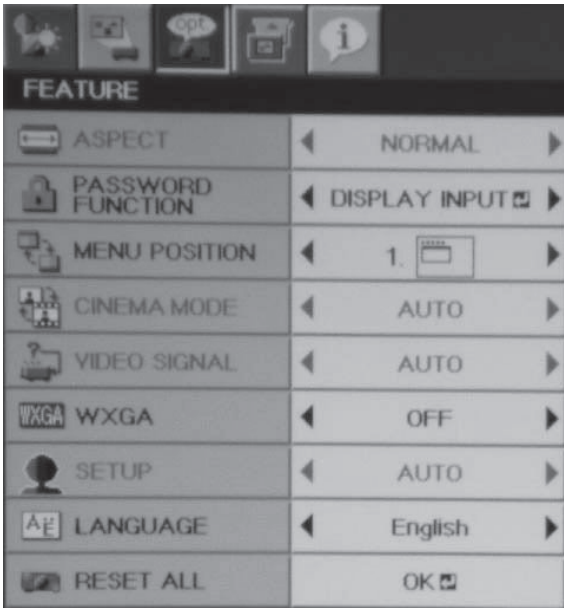 opt
i
FEATURE
ASPECT NORMAL
PASSWORD
FUNCTION DISPLAY INPUT
MENU POSITION 1.
CINEMA MODE AUTO
? VIDEO SIGNAL AUTO
WXGA WXGA OFF
SETUP AUTO
AE LANGUAGE English
RESET ALL OK